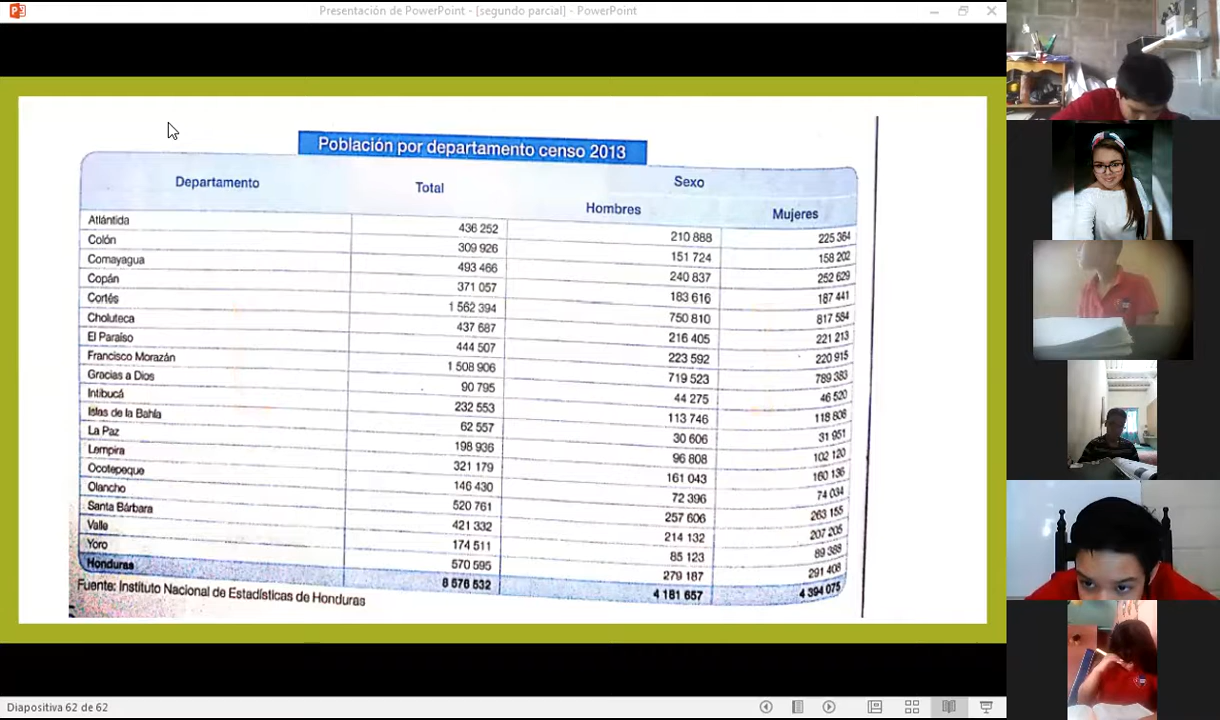 Presentación de PowerPoint - [segundo parcial] - PowerPoint
Población por departamento censo 2013
Departamento Total Sexo
Hombres Mujeres
Atlántida 436 252 210 888 225 364
Colón 309 926 151 724 158 202
Comayagua 493 466 240 837 252 629
Copán 371 057 183 616 187 441
Cortés 1 562 394 750 810 817 584
Choluteca 437 687 216 405 221 213
El Paraíso 444 507 223 592 220 915
Francisco Morazán 1 508 906 719 523 789 383
Gracias a Dios 90 795 44 275 46 520
Intibucá 232 553 113 746 118 808
Islas de la Bahía 62 557 30 606 31 951
La Paz 198 936 96 808 102 120
Lempira 321 179 161 043 160 136
Ocotepeque 146 430 72 396 74 034
Olancho 520 761 257 606 263 155
Santa Bárbara 421 332 214 132 207 205
Valle 174 511 85 123 89 388
Yoro 570 595 279 187 291 408
Honduras 8 576 532 4 181 657 4 394 075
Fuente: Instituto Nacional de Estadísticas de Honduras
Diapositiva 62 de 62